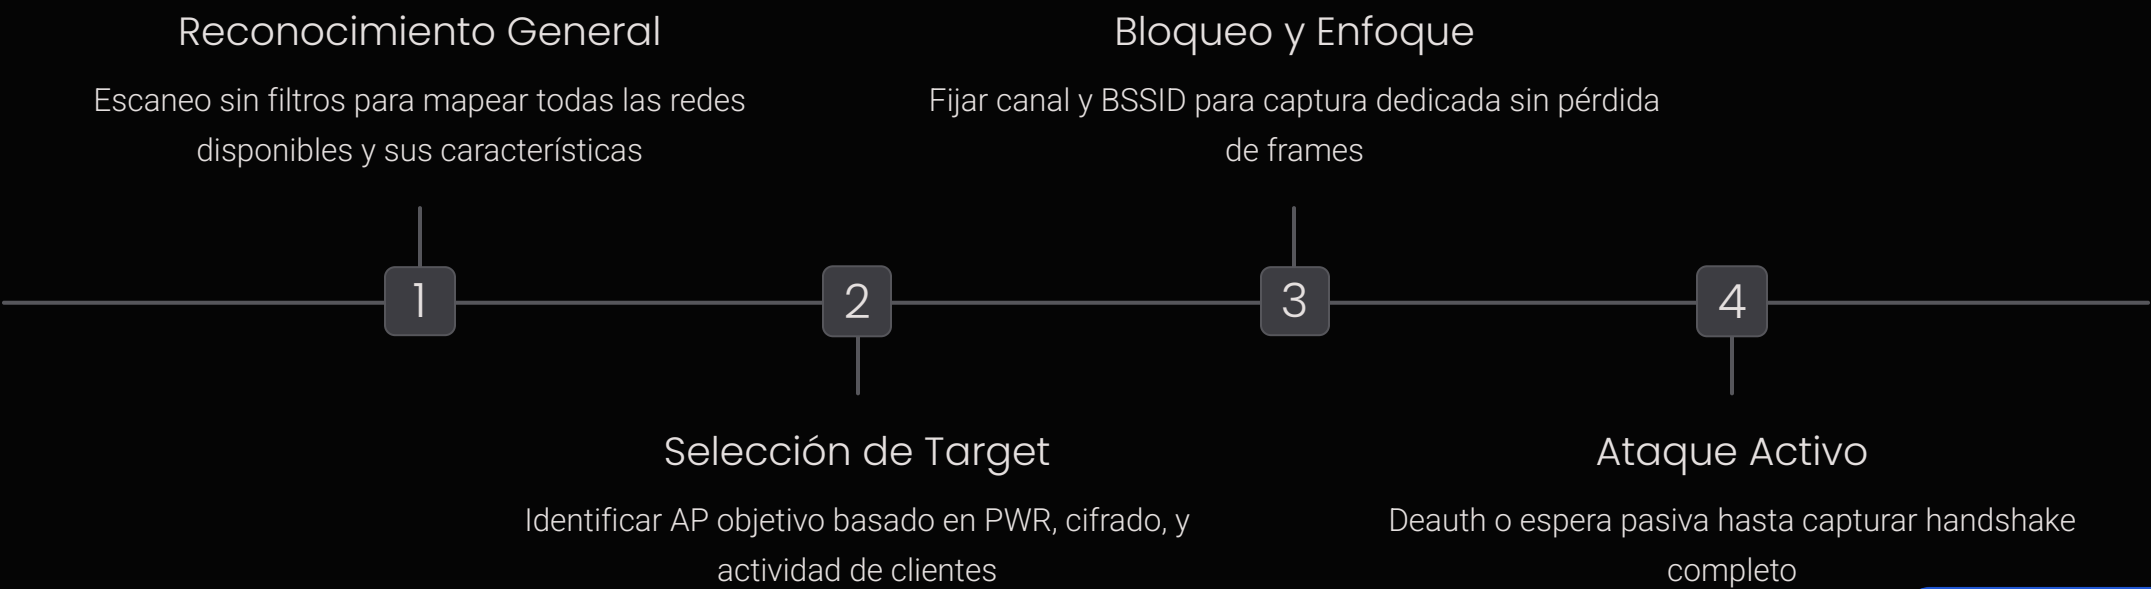 Reconocimiento General
Escaneo sin filtros para mapear todas las redes
disponibles y sus características
Bloqueo y Enfoque
Fijar canal y BSSID para captura dedicada sin pérdida
de frames
1
2
3
4
Selección de Target
Identificar AP objetivo basado en PWR, cifrado, y
actividad de clientes
Ataque Activo
Deauth o espera pasiva hasta capturar handshake
completo